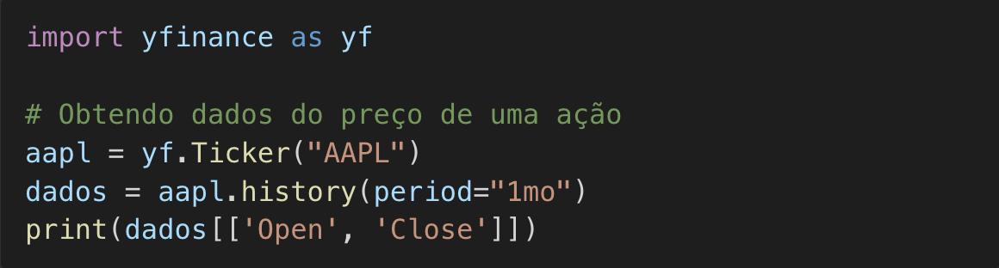 import yfinance as yf
# Obtendo dados do preço de uma ação
aapl = yf.Ticker("AAPL")
dados = aapl.history(period="1mo")
print(dados[['Open', 'Close']])